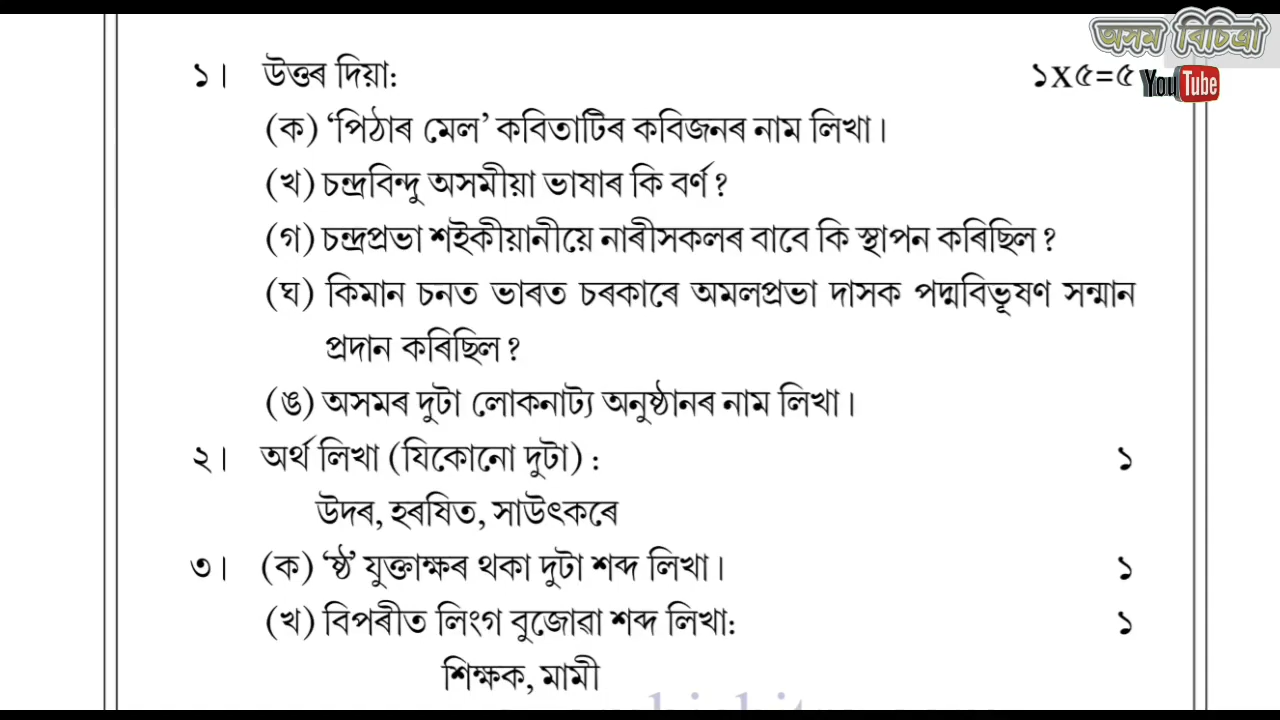 অসম বিচিত্ৰা
YouTube
১। উত্তৰ দিয়া: ১X৫=৫
(ক) ‘পিঠাৰ মেল’ কবিতাটিৰ কবিজনৰ নাম লিখা।
(খ) চন্দ্ৰবিন্দু অসমীয়া ভাষাৰ কি বৰ্ণ?
(গ) চন্দ্ৰপ্ৰভা শইকীয়ানীয়ে নাৰীসকলৰ বাবে কি স্থাপন কৰিছিল?
(ঘ) কিমান চনত ভাৰত চৰকাৰে অমলপ্ৰভা দাসক পদ্মবিভূষণ সন্মান
প্ৰদান কৰিছিল?
(ঙ) অসমৰ দুটা লোকনাট্য অনুষ্ঠানৰ নাম লিখা।
২। অৰ্থ লিখা (যিকোনো দুটা) : ১
উদৰ, হৰষিত, সাউৎকৰে
৩। (ক) ‘ষ্ঠ’ যুক্তাক্ষৰ থকা দুটা শব্দ লিখা। ১
(খ) বিপৰীত লিংগ বুজোৱা শব্দ লিখা: ১
শিক্ষক, মামী